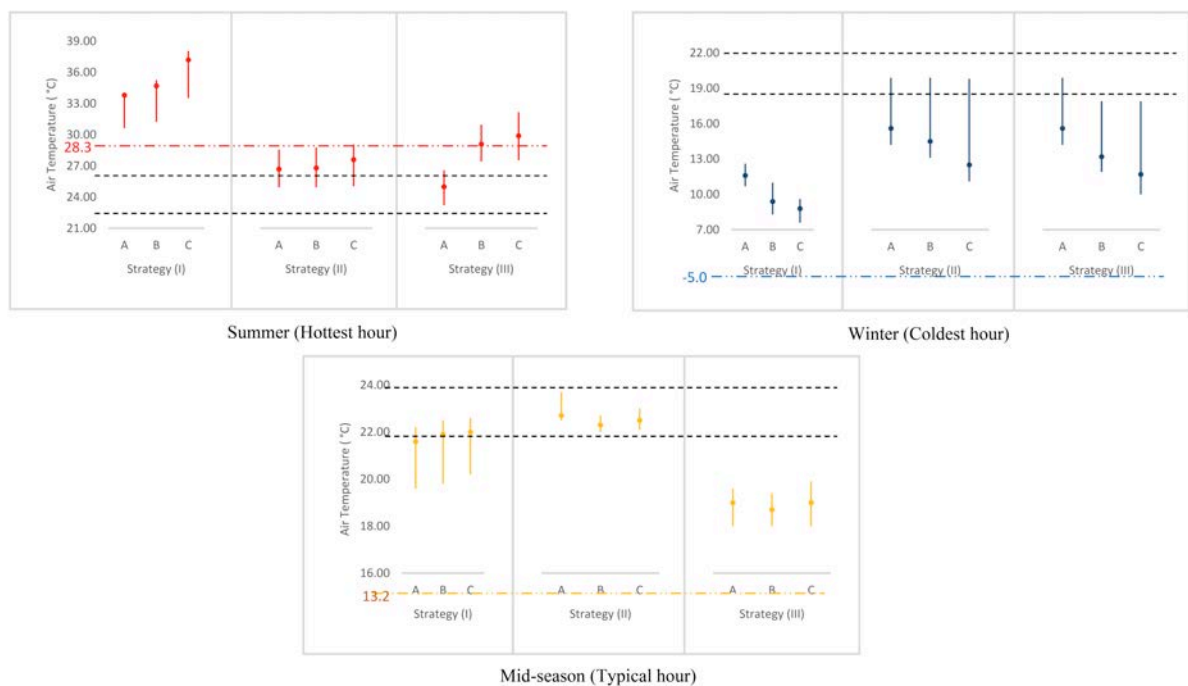 39.00
36.00
33.00
30.00
28.3
27.00
24.00
21.00
Air Temperature ( °C)
A B C A B C A B C
Strategy (I) Strategy (II) Strategy (III)
Summer (Hottest hour)
22.00
19.00
16.00
13.00
10.00
7.00
Air Temperature ( °C)
A B C A B C A B C
Strategy (I) Strategy (II) Strategy (III)
-5.0
Winter (Coldest hour)
24.00
22.00
20.00
18.00
16.00
Air Temperature ( °C)
A B C A B C A B C
13.2
Strategy (I) Strategy (II) Strategy (III)
Mid-season (Typical hour)